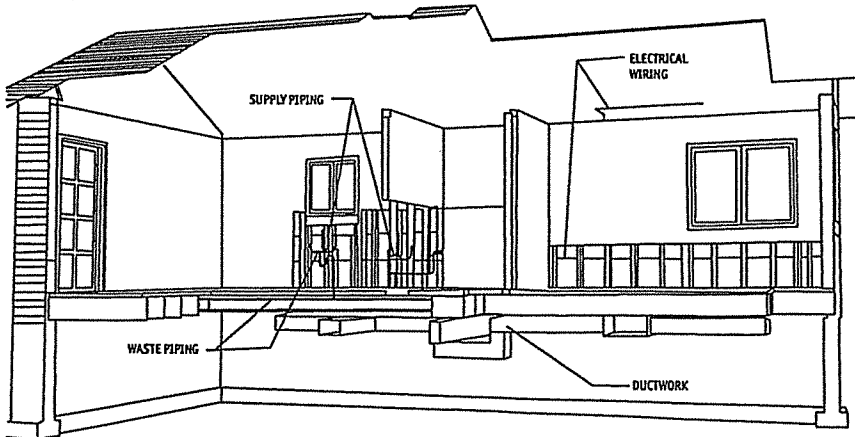 ELECTRICAL
WIRING
SUPPLY PIPING
WASTE PIPING
DUCTWORK